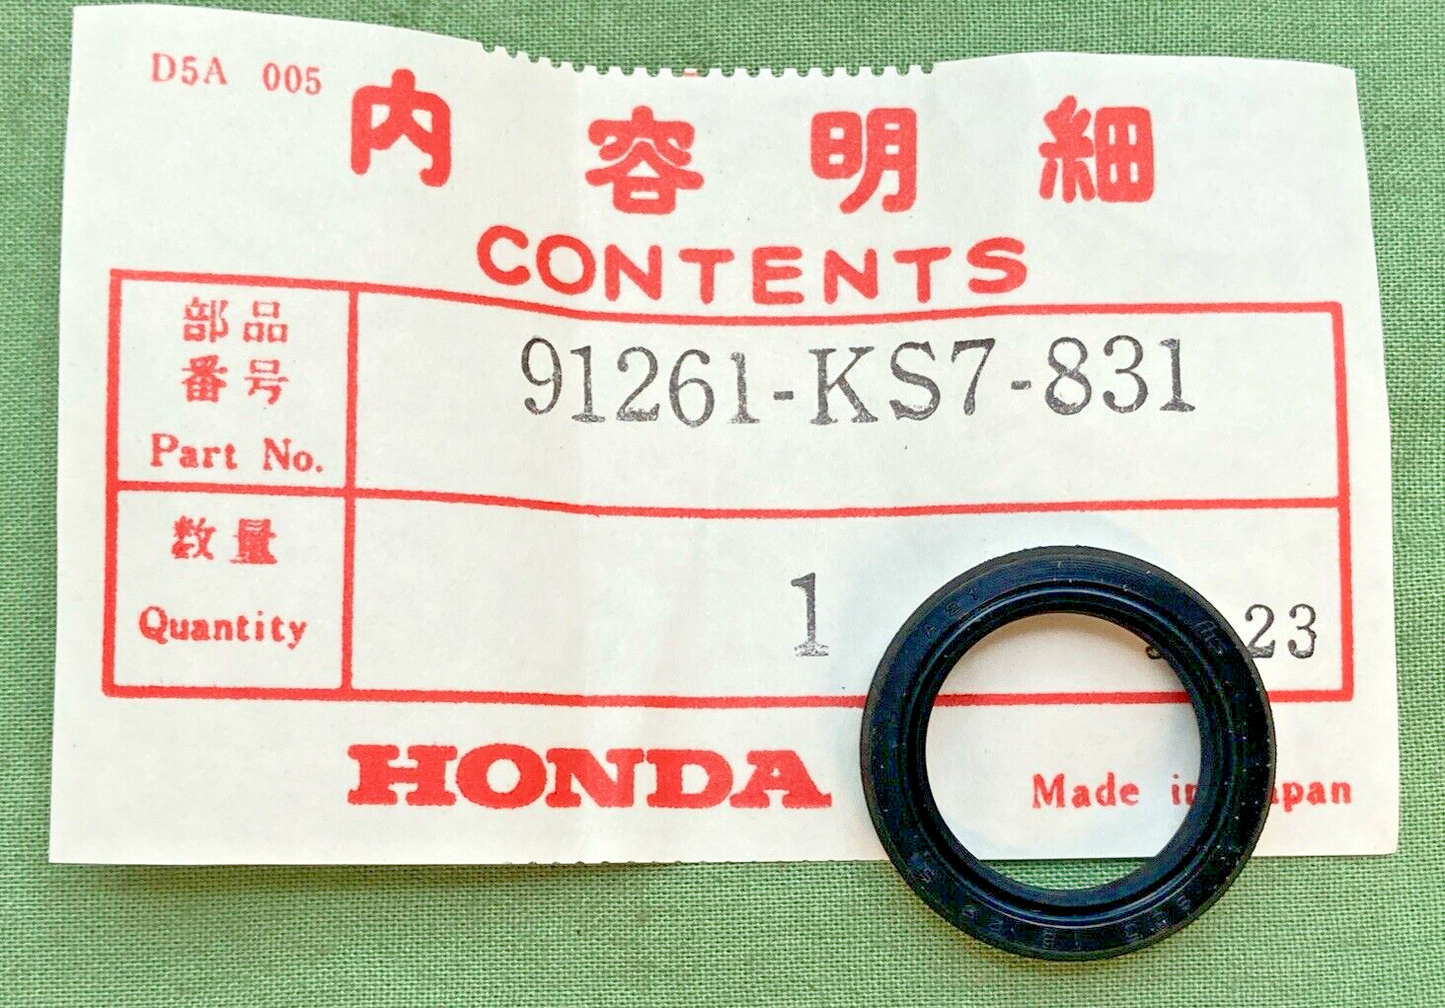 D5A 005
内容明細
CONTENTS
部品
番号
Part No.
91261-KS7-831
数量
Quantity
1
23
HONDA
Made in Japan